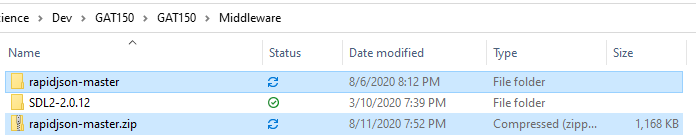 ience > Dev > GAT150 > GAT150 > Middleware
Name Status Date modified Type Size
rapidjson-master 8/6/2020 8:12 PM File folder
SDL2-2.0.12 3/10/2020 7:39 PM File folder
rapidjson-master.zip 8/11/2020 7:52 PM Compressed (zipp... 1,168 KB